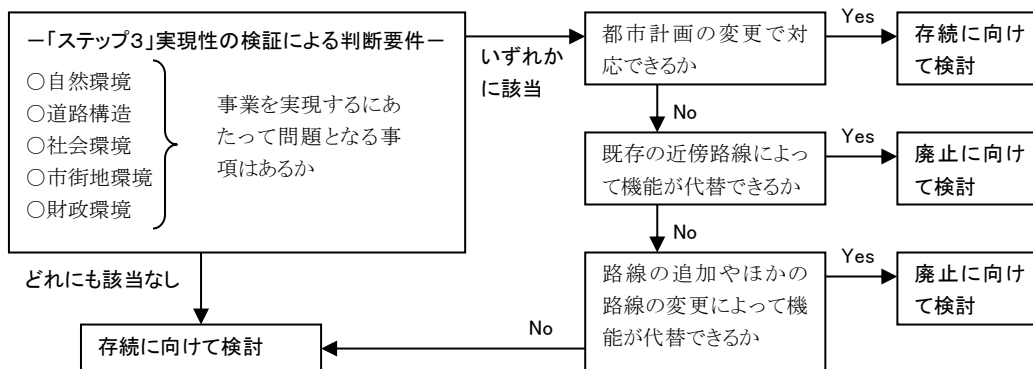 －「ステップ３」実現性の検証による判断要件－
○自然環境
○道路構造
○社会環境
○市街地環境
○財政環境
事業を実現するにあ
たって問題となる事
項はあるか
いずれか
に該当
都市計画の変更で対
応できるか
Yes
存続に向け
て検討
No
既存の近傍路線によっ
て機能が代替できるか
Yes
廃止に向け
て検討
No
路線の追加やほかの
路線の変更によって機
能が代替できるか
Yes
廃止に向け
て検討
どれにも該当なし
No
存続に向けて検討